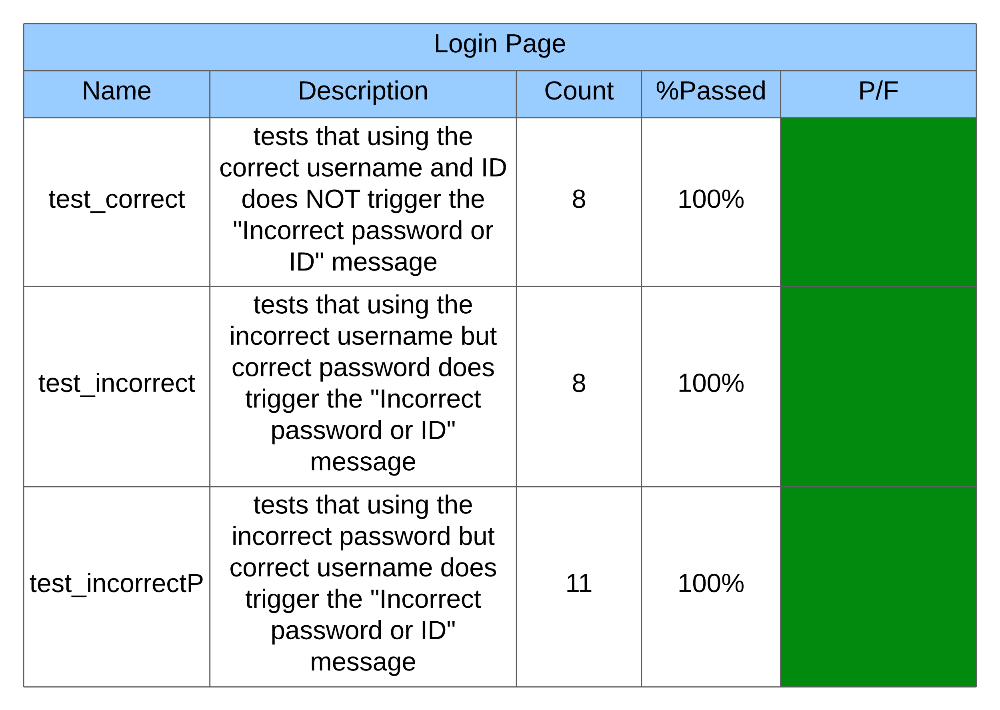 Login Page
Name Description Count %Passed P/F
tests that using the
correct username and ID
test_correct does NOT trigger the 8 100%
"Incorrect password or
ID" message
tests that using the
incorrect username but
correct password does
test_incorrect 8 100%
trigger the "Incorrect
password or ID"
message
tests that using the
incorrect password but
correct username does
test_incorrectP 11 100%
trigger the "Incorrect
password or ID"
message